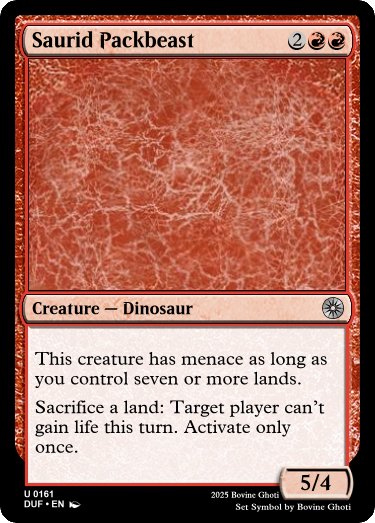 Saurid Packbeast 2
Creature — Dinosaur
This creature has menace as long as
you control seven or more lands.
Sacrifice a land: Target player can't
gain life this turn. Activate only
once.
5/4
U 0161
DUF • EN
2025 Bovine Ghoti
Set Symbol by Bovine Ghoti